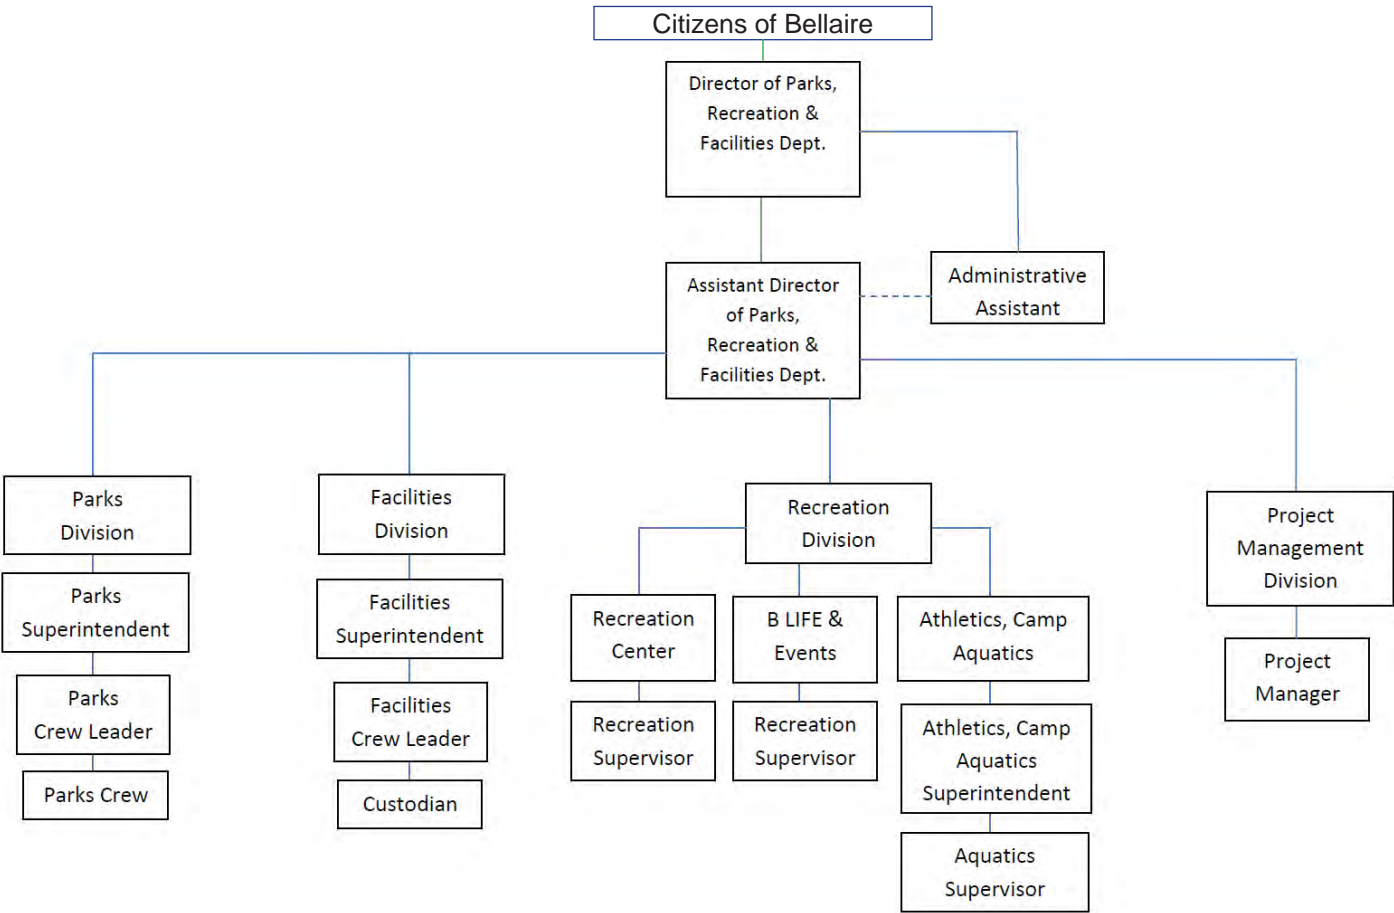 Citizens of Bellaire
Director of Parks,
Recreation &
Facilities Dept.
Administrative
Assistant
Assistant Director
of Parks,
Recreation &
Facilities Dept.
Parks
Division
Parks
Superintendent
Parks
Crew Leader
Parks Crew
Facilities
Division
Facilities
Superintendent
Facilities
Crew Leader
Custodian
Recreation
Division
Recreation
Center
Recreation
Supervisor
B LIFE &
Events
Recreation
Supervisor
Athletics, Camp
Aquatics
Athletics, Camp
Aquatics
Superintendent
Aquatics
Supervisor
Project
Management
Division
Project
Manager